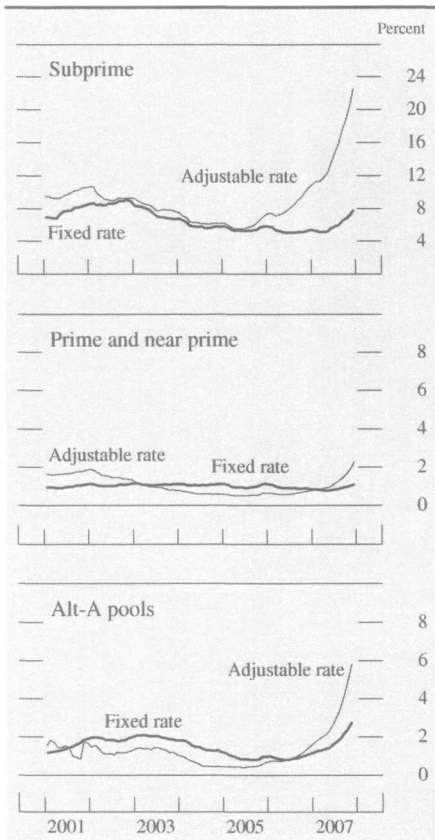 Percent
Subprime
24
20
16
Adjustable rate
12
8
Fixed rate
4
Prime and near prime
8
6
4
Adjustable rate
Fixed rate
2
0
Alt-A pools
8
6
Adjustable rate
4
Fixed rate
2
0
2001 2003 2005 2007